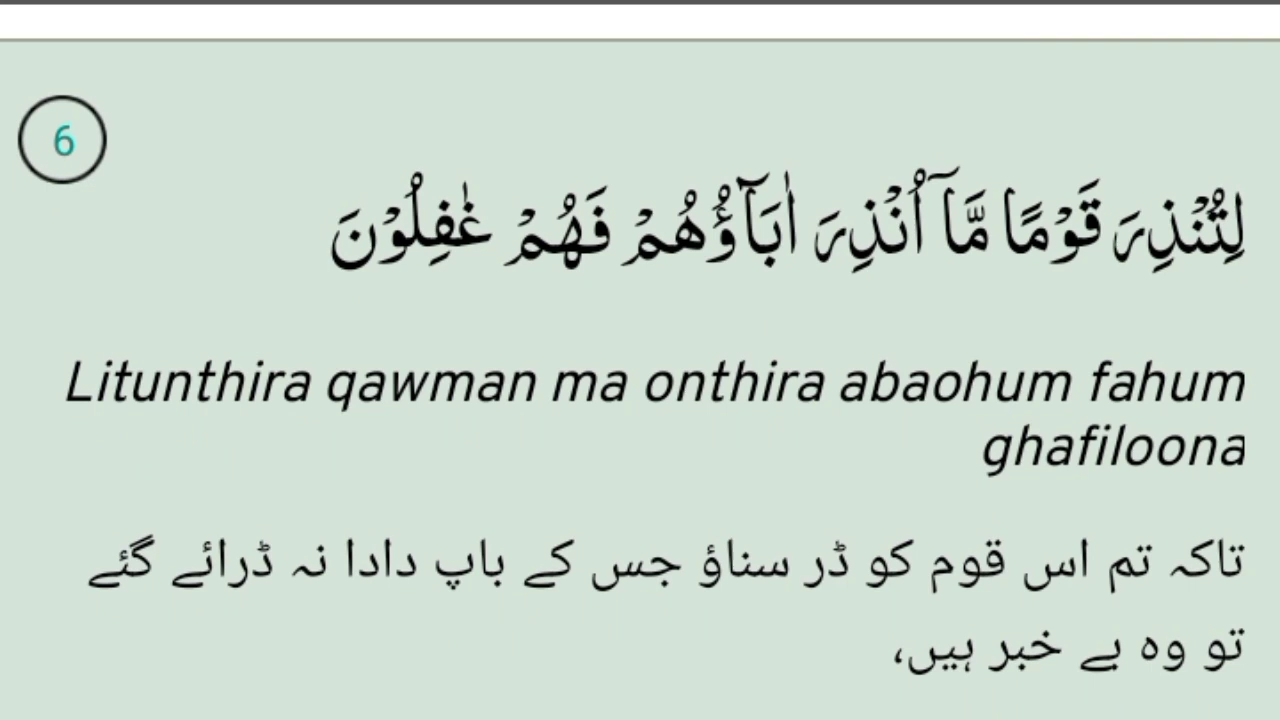 6
لِتُنْذِرَ قَوْمًا مَّاۤ اُنْذِرَ اٰبَآؤُهُمْ فَهُمْ غٰفِلُوْنَ
Litunthira qawman ma onthira abaohum fahum
ghafiloona
تاکہ تم اس قوم کو ڈر سناؤ جس کے باپ دادا نہ ڈرائے گئے
تو وہ بے خبر ہیں،